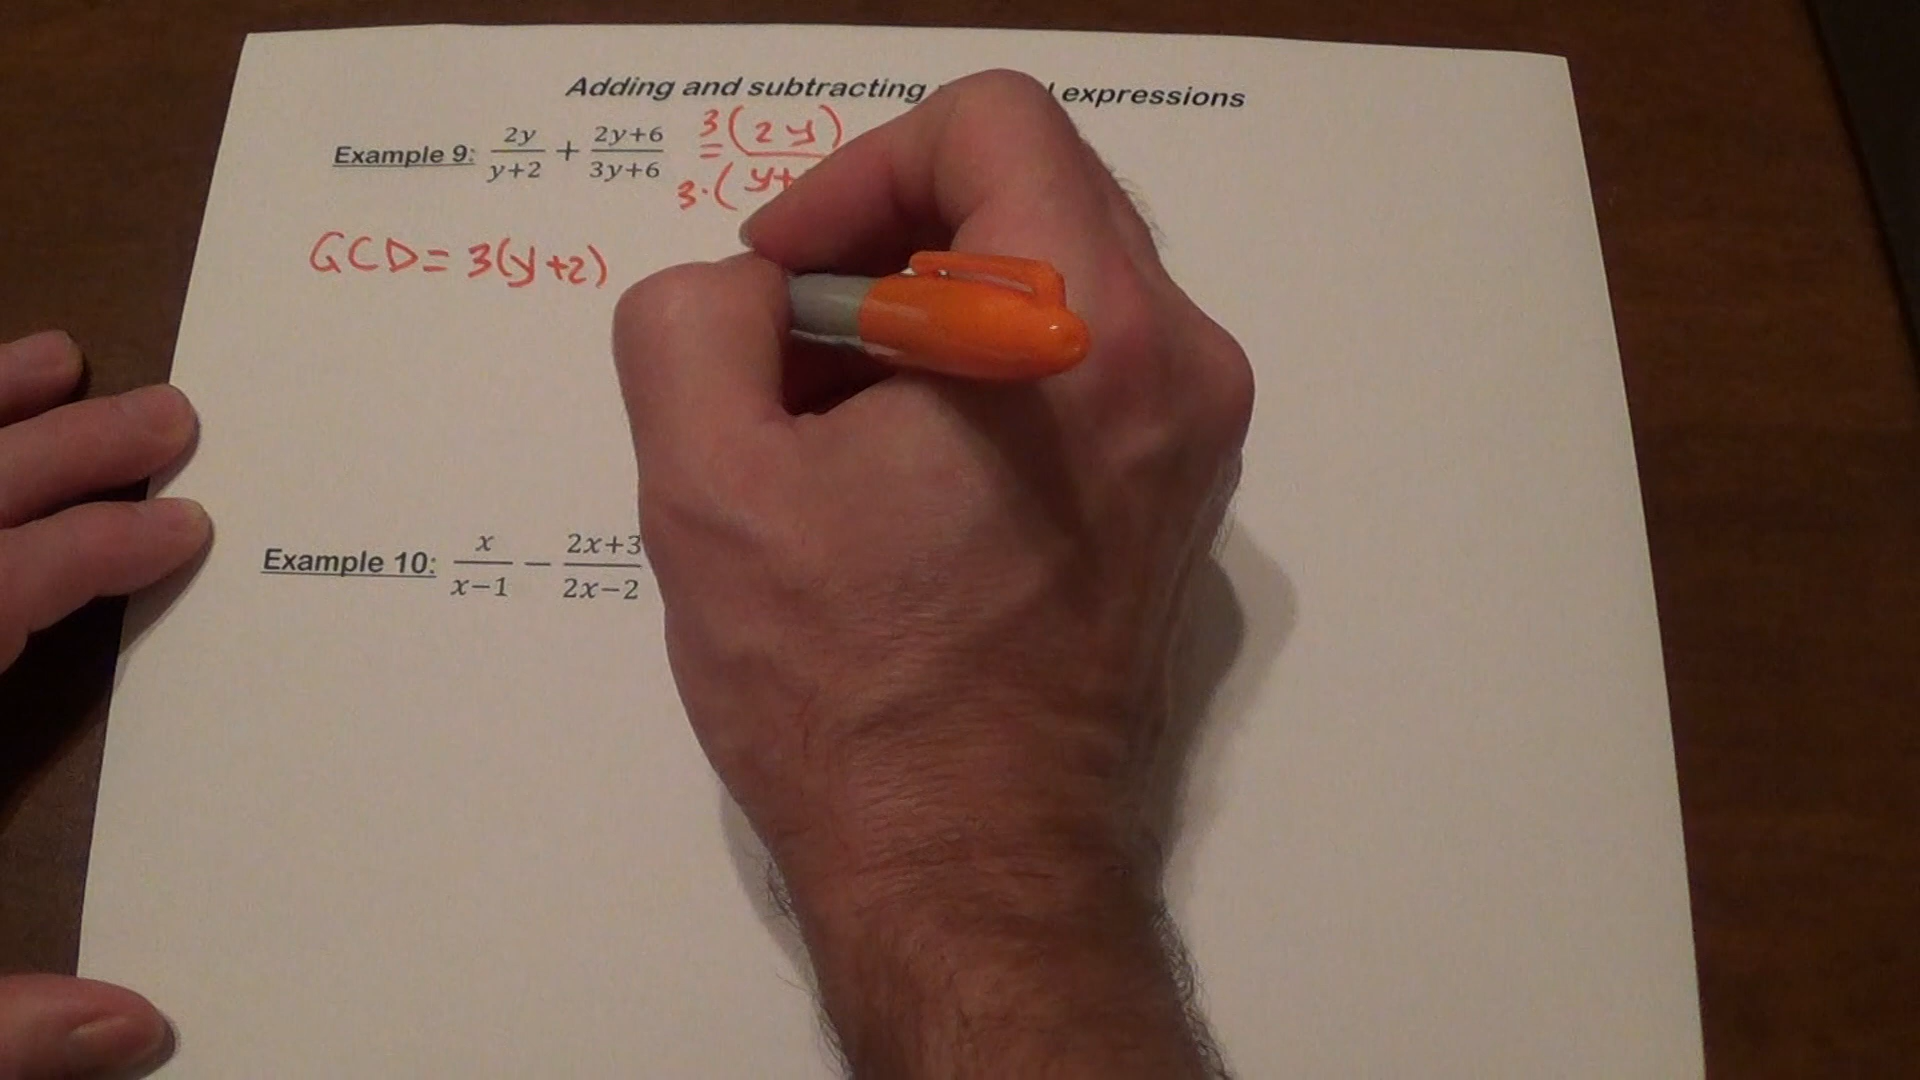 Adding and subtracting expressions
Example 9: 2y/y+2 + 2y+6/3y+6 = 3(2y)/3·(y+
GCD= 3(y+2)
Example 10: x/x−1 − 2x+3/2x−2